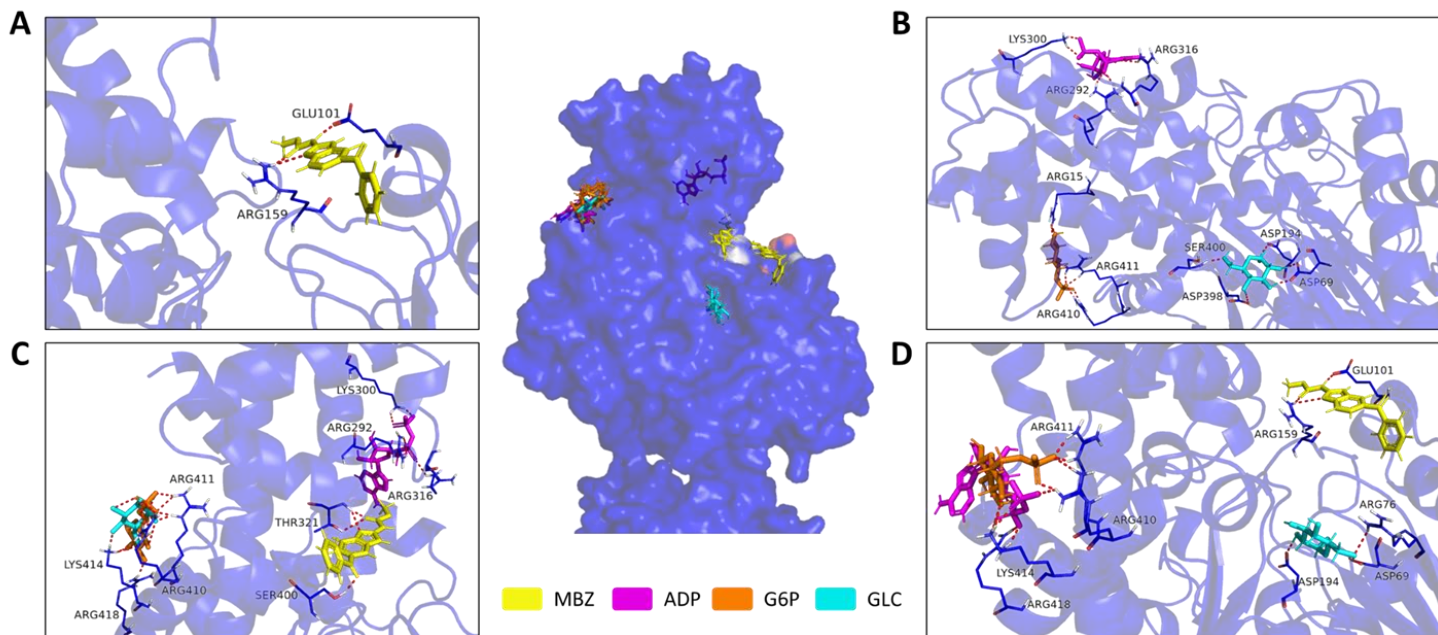 A
GLU101
ARG159
B
LYS300
ARG316
ARG292
ARG15
SER400
ASP194
ARG411
ASP69
ASP398
ARG410
C
LYS300
ARG292
ARG411
ARG316
THR321
LYS414
ARG410
SER400
ARG418
D
GLU101
ARG411
ARG159
ARG76
ARG410
LYS414
ASP69
ASP194
ARG418
MBZ ADP G6P GLC